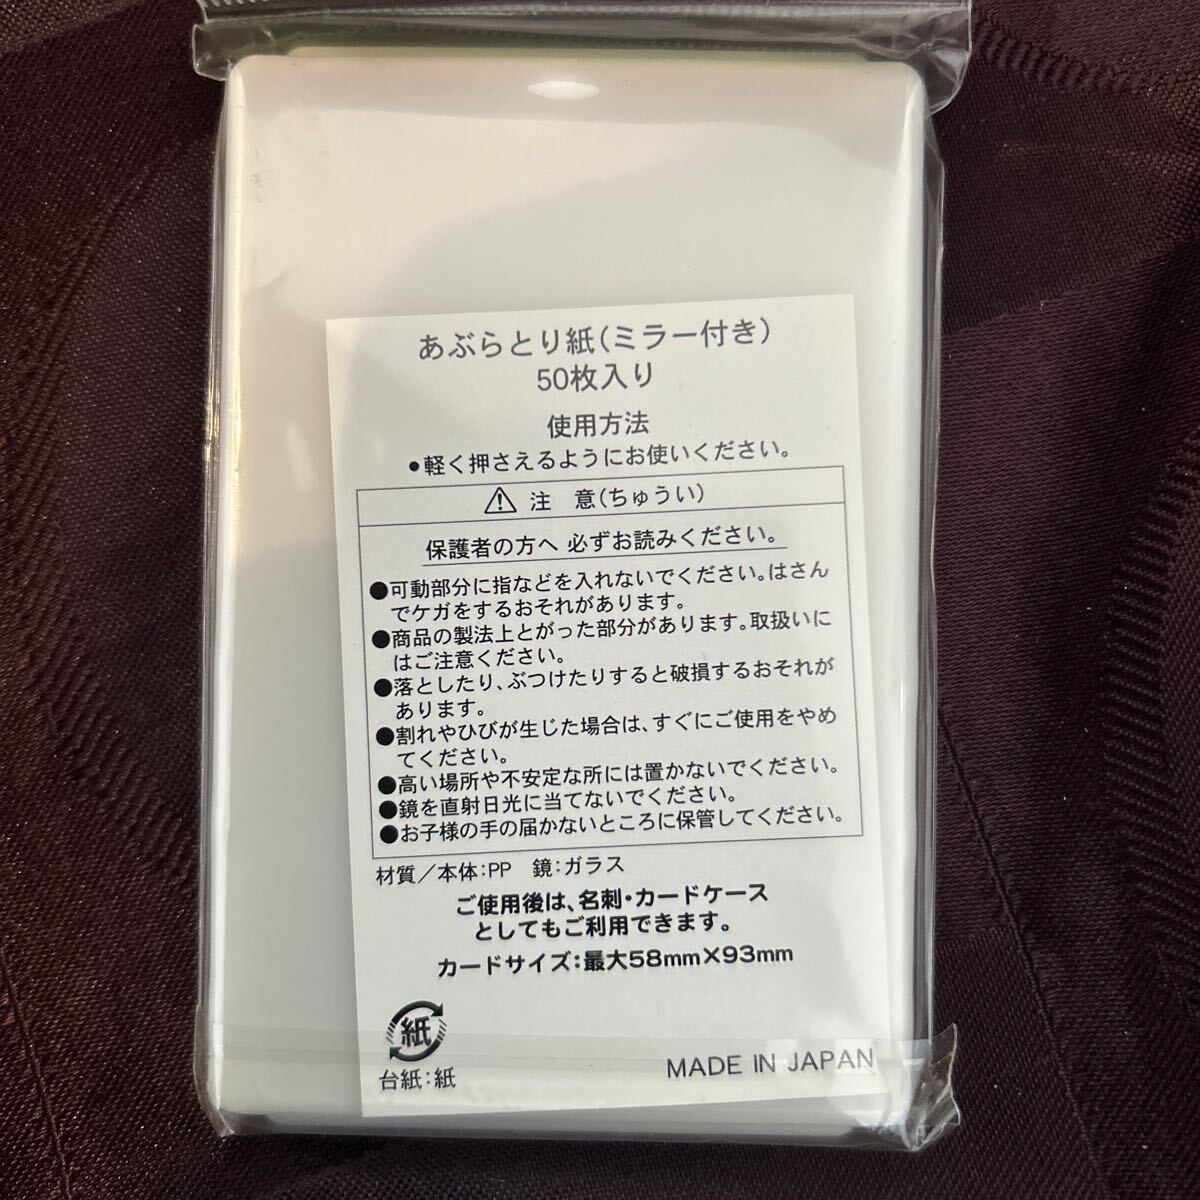 あぶらとり紙(ミラー付き)
50枚入り
使用方法
•軽く押さえるようにお使いください。
⚠ 注 意(ちゅうい)
保護者の方へ 必ずお読みください。
●可動部分に指などを入れないでください。はさん
でケガをするおそれがあります。
●商品の製法上とがった部分があります。取扱いに
はご注意ください。
●落としたり、ぶつけたりすると破損するおそれが
あります。
●割れやひびが生じた場合は、すぐにご使用をやめ
てください。
●高い場所や不安定な所には置かないでください。
●鏡を直射日光に当てないでください。
●お子様の手の届かないところに保管してください。
材質／本体:PP 鏡:ガラス
ご使用後は、名刺・カードケース
としてもご利用できます。
カードサイズ:最大58mm×93mm
紙
台紙:紙
MADE IN JAPAN